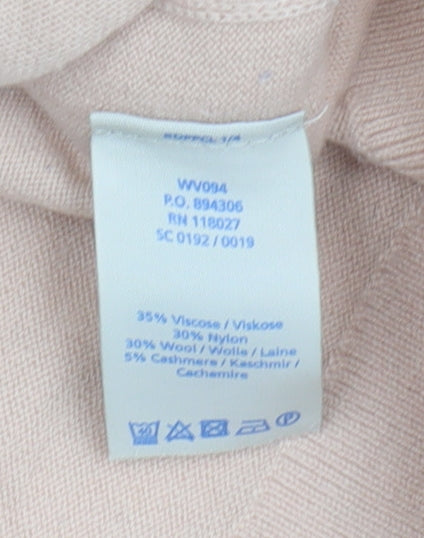 WV094
P.O. 894306
RN 118027
SC 0192 / 0019
35% Viscose / Viskose
30% Nylon
30% Wool / Wolle / Laine
5% Cashmere / Kaschmir /
Cachemire
40
P